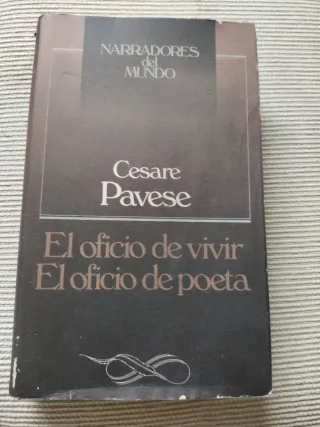 NARRADORES
del
MUNDO
Cesare
Pavese
El oficio de vivir
El oficio de poeta